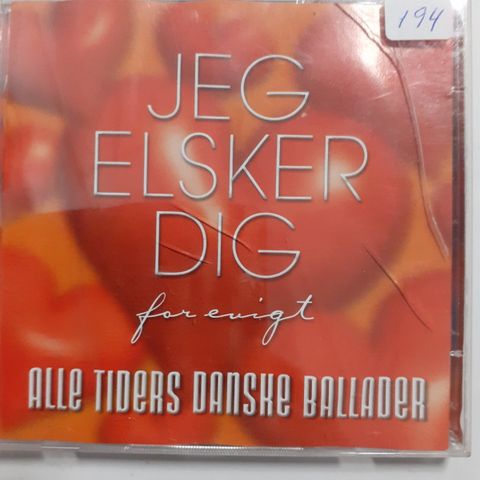 194
JEG
ELSKER
DIG
for evigt
ALLE TIDERS DANSKE BALLADER